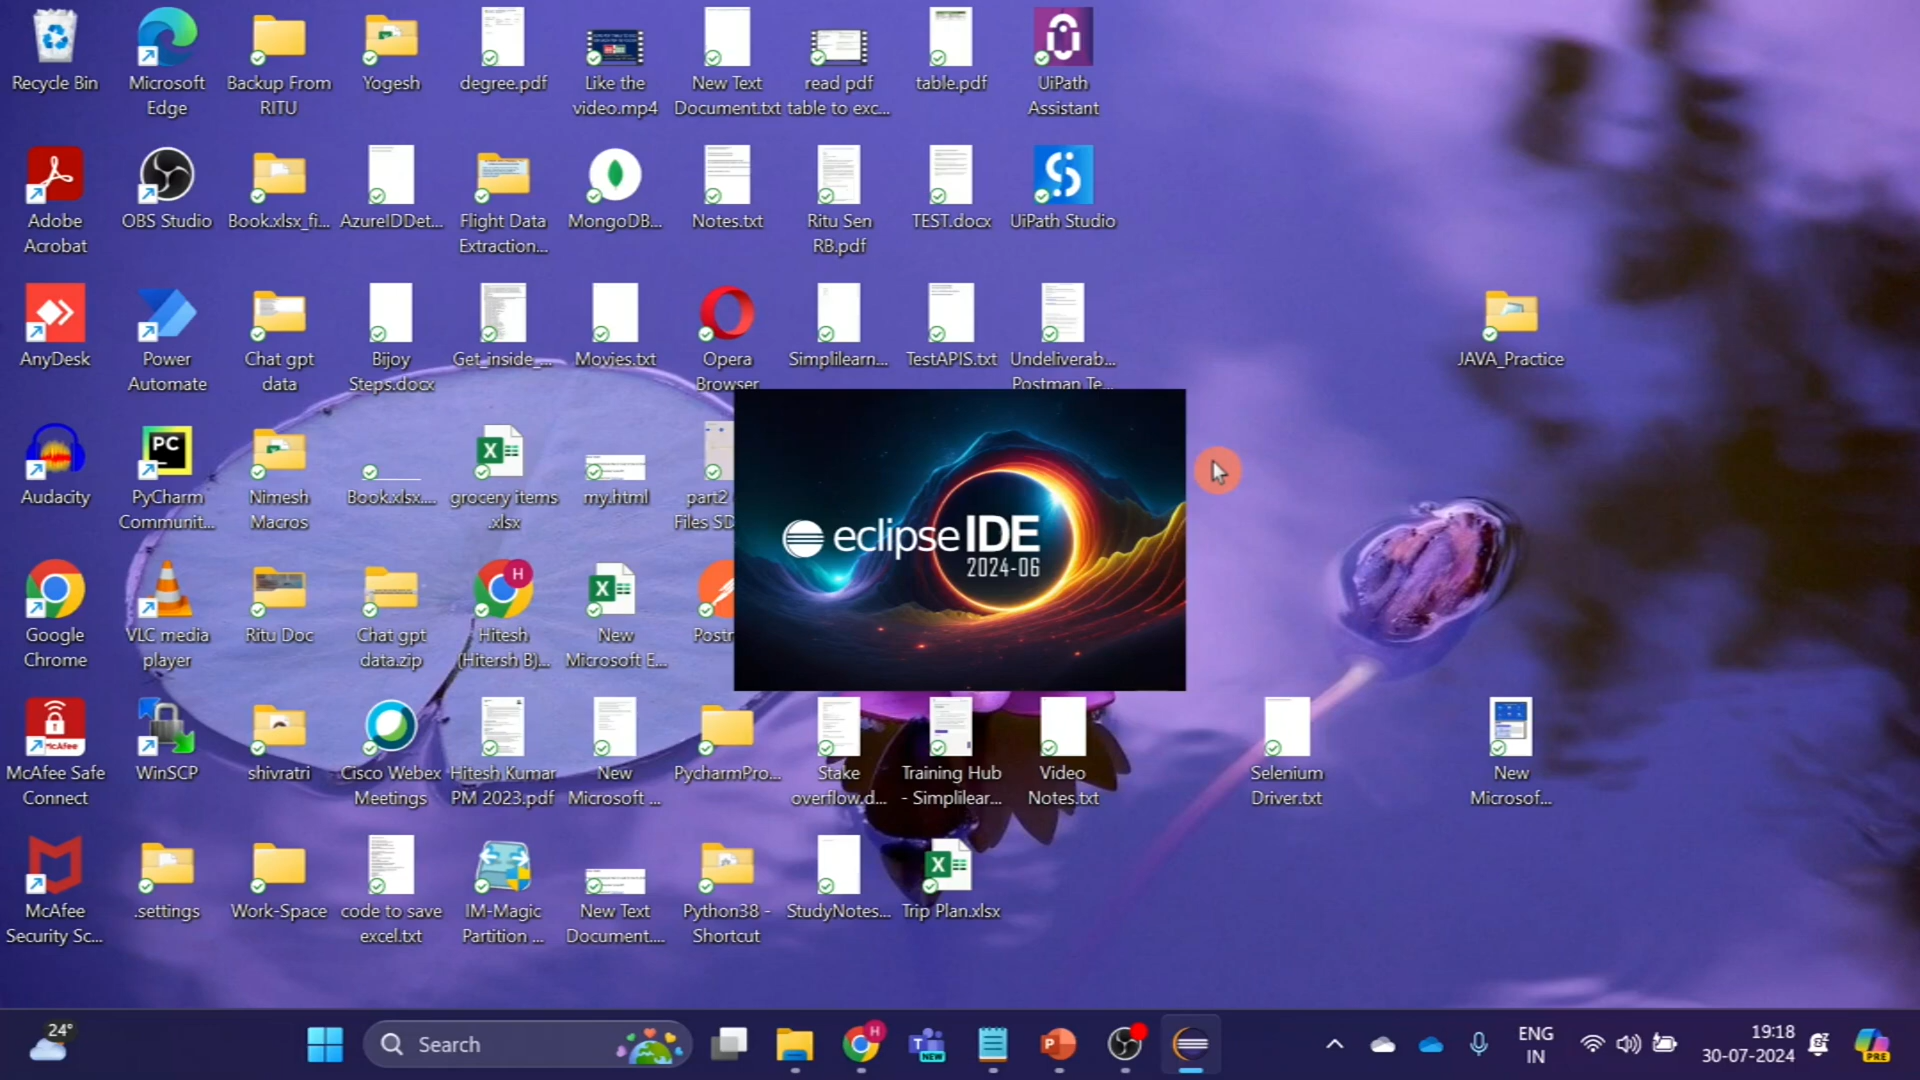 Recycle Bin
Microsoft
Edge
Backup From
RITU
Yogesh
degree.pdf
Like the
video.mp4
New Text
Document.txt
read pdf
table to exc...
table.pdf
UiPath
Assistant
Adobe
Acrobat
OBS Studio
Book.xlsx_fi...
AzureIDDet...
Flight Data
Extraction...
MongoDB...
Notes.txt
Ritu Sen
RB.pdf
TEST.docx
UiPath Studio
AnyDesk
Power
Automate
Chat gpt
data
Bijoy
Steps.docx
Get_inside_...
Movies.txt
Opera
Browser
Simplilearn...
TestAPIS.txt
Undeliverab...
Postman Te...
JAVA_Practice
Audacity
PC
PyCharm
Communit...
Nimesh
Macros
Book.xlsx....
grocery items
.xlsx
my.html
part2
Files SD
eclipse IDE
2024-06
Google
Chrome
VLC media
player
Ritu Doc
Chat gpt
data.zip
H
Hitesh
(Hitersh B)...
New
Microsoft E...
Postr
McAfee
McAfee Safe
Connect
WinSCP
shivratri
Cisco Webex
Meetings
Hitesh Kumar
PM 2023.pdf
New
Microsoft ...
PycharmPro...
Stake
overflow.d...
Training Hub
- Simplilear...
Video
Notes.txt
Selenium
Driver.txt
New
Microsof...
McAfee
Security Sc...
.settings
Work-Space
code to save
excel.txt
IM-Magic
Partition ...
New Text
Document....
Python38 -
Shortcut
StudyNotes...
Trip Plan.xlsx
24°
Search
H
NEW
ENG
IN
19:18
30-07-2024
PRE